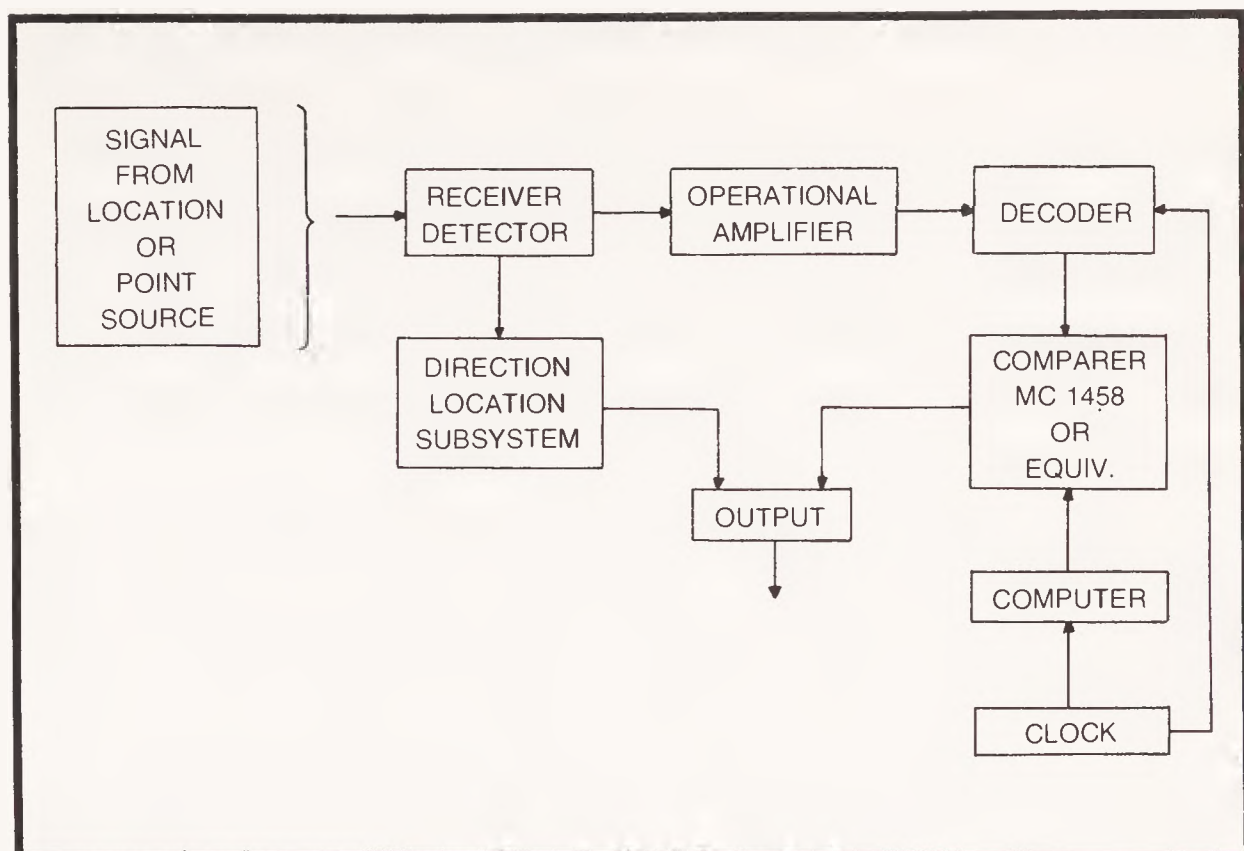 SIGNAL
FROM
LOCATION
OR
POINT
SOURCE
RECEIVER
DETECTOR
OPERATIONAL
AMPLIFIER
DECODER
DIRECTION
LOCATION
SUBSYSTEM
COMPARER
MC 1458
OR
EQUIV.
OUTPUT
COMPUTER
CLOCK